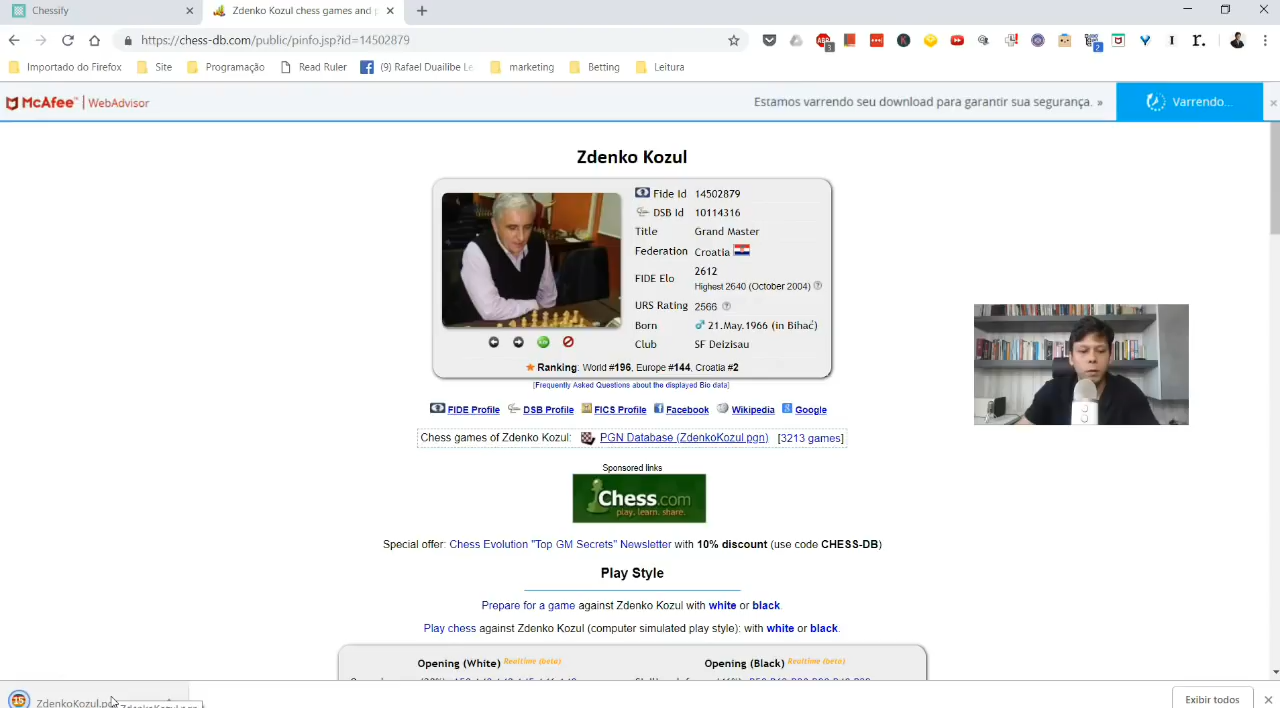 Chessify
Zdenko Kozul chess games and
https://chess-db.com/public/pinfo.jsp?id=14502879
Importado do Firefox Site Programação Read Ruler (9) Rafael Duailibe Le marketing Betting Leitura
McAfee™ | WebAdvisor
Estamos varrendo seu download para garantir sua segurança. »
Varrendo...
Zdenko Kozul
Fide Id 14502879
DSB Id 10114316
Title Grand Master
Federation Croatia
FIDE Elo 2612
Highest 2640 (October 2004)
URS Rating 2566
Born 21.May.1966 (in Bihać)
Club SF Deizisau
Ranking: World #196, Europe #144, Croatia #2
[Frequently Asked Questions about the displayed Bio data]
FIDE Profile DSB Profile FICS Profile Facebook Wikipedia Google
Chess games of Zdenko Kozul: PGN Database (ZdenkoKozul.pgn) [3213 games]
Sponsored links
Chess.com
play. learn. share.
Special offer: Chess Evolution "Top GM Secrets" Newsletter with 10% discount (use code CHESS-DB)
Play Style
Prepare for a game against Zdenko Kozul with white or black.
Play chess against Zdenko Kozul (computer simulated play style): with white or black.
Opening (White) Realtime (beta)
Opening (Black) Realtime (beta)
Exibir todos